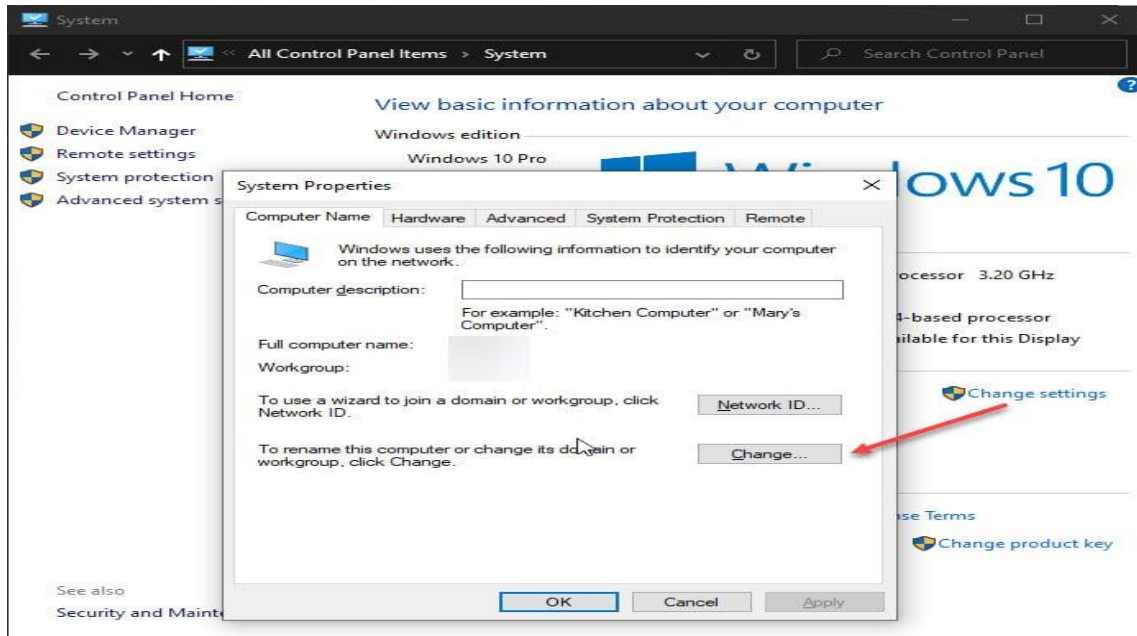 System
All Control Panel Items > System
Search Control Panel
Control Panel Home
Device Manager
Remote settings
System protection
Advanced system s
View basic information about your computer
Windows edition
Windows 10 Pro
ows 10
ocessor 3.20 GHz
4-based processor
ilable for this Display
Change settings
nse Terms
Change product key
See also
Security and Mainte
System Properties
Computer Name
Hardware
Advanced
System Protection
Remote
Windows uses the following information to identify your computer
on the network.
Computer description:
For example: "Kitchen Computer" or "Mary's
Computer".
Full computer name:
Workgroup:
To use a wizard to join a domain or workgroup, click
Network ID.
Network ID...
To rename this computer or change its domain or
workgroup, click Change.
Change...
OK
Cancel
Apply